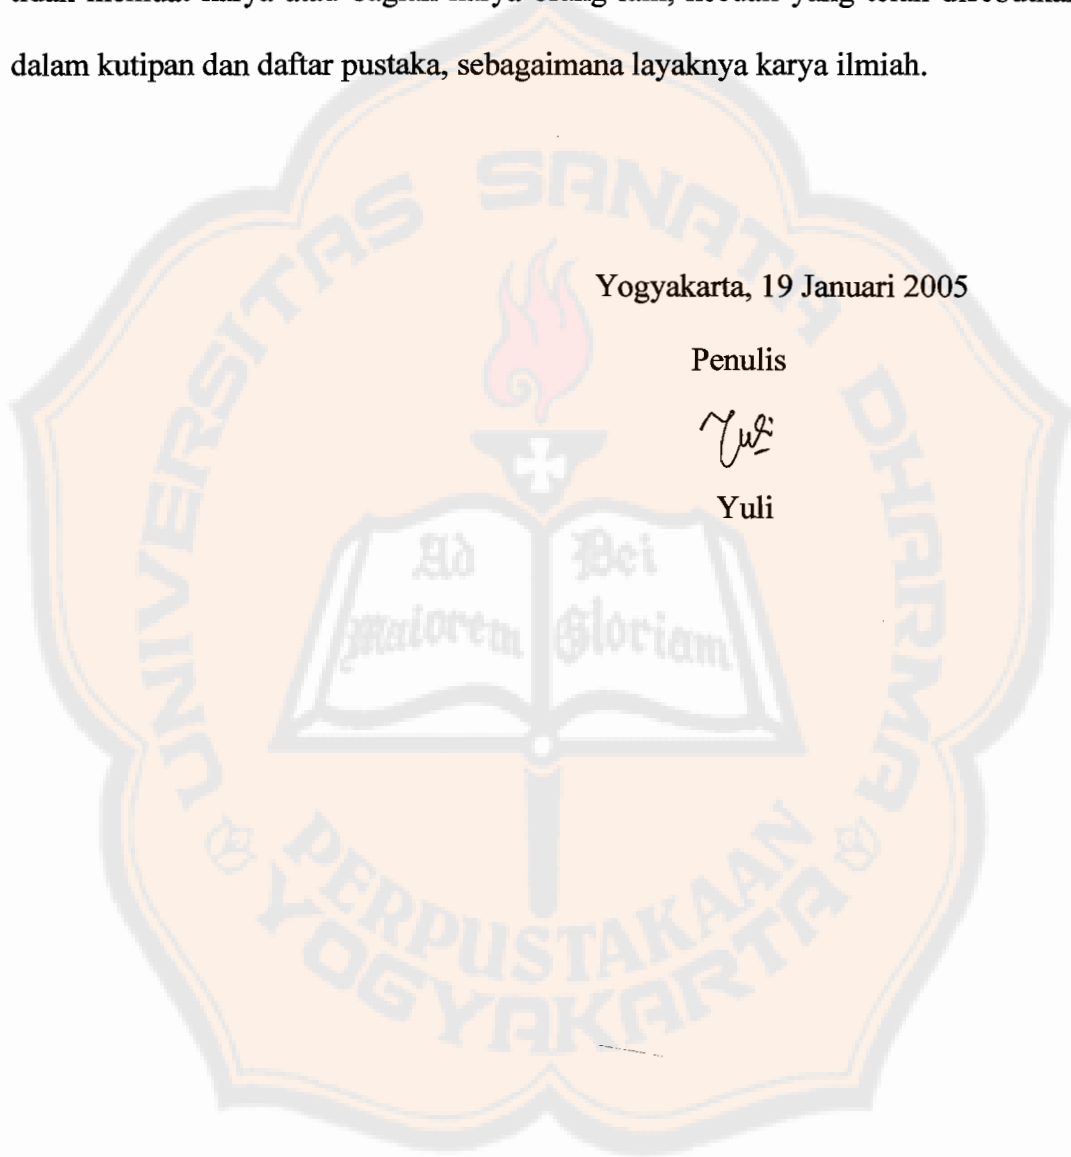 dalam kutipan dan daftar pustaka, sebagaimana layaknya karya ilmiah.
UNIVERSITAS SANATA DHARMA
Yogyakarta, 19 Januari 2005
Penulis
Yuli
Yuli
Ad Maiorem
Dei Gloriam
PERPUSTAKAAN
YOGYAKARTA